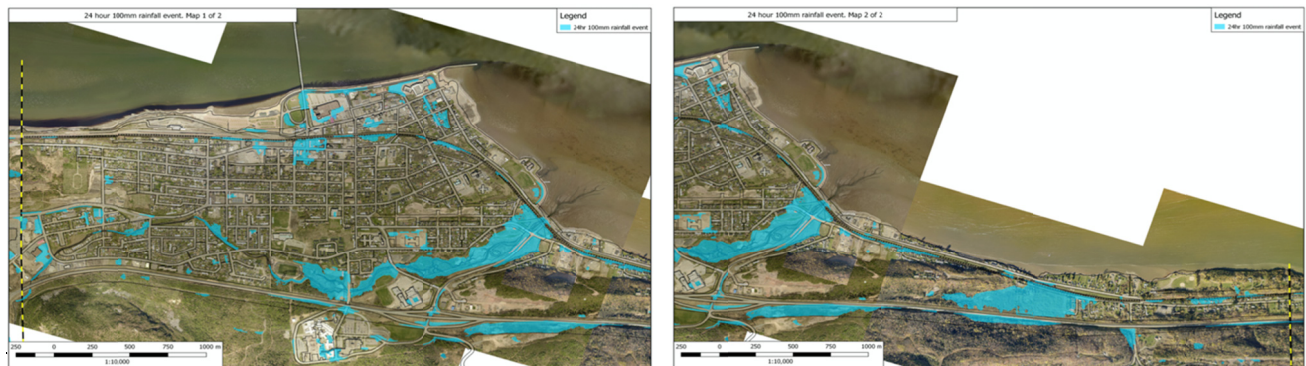 24 hour 100mm rainfall event. Map 1 of 2
Legend
24hr 100mm rainfall event
250 0 250 500 750 1000 m
1:10,000
24 hour 100mm rainfall event. Map 2 of 2
Legend
24hr 100mm rainfall event
250 0 250 500 750 1000 m
1:10,000